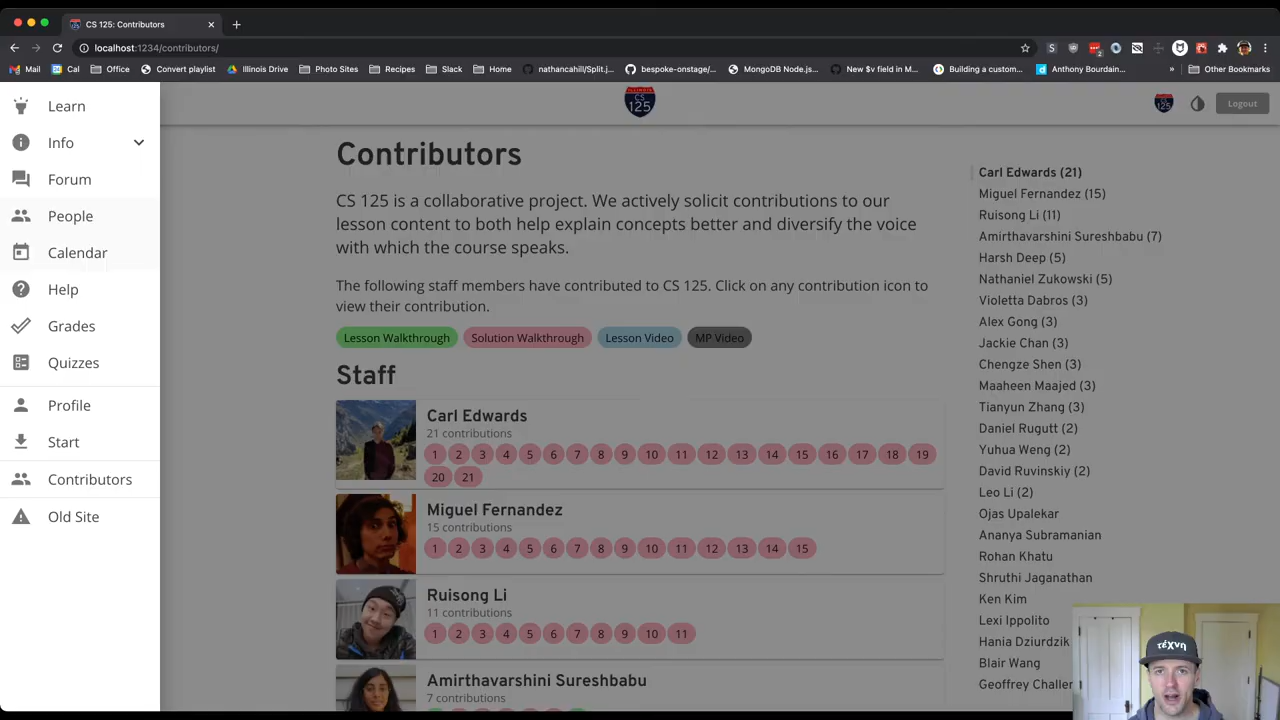 CS 125: Contributors
localhost:1234/contributors/
Mail
Cal
Office
Convert playlist
Illinois Drive
Photo Sites
Recipes
Slack
Home
nathancahill/Split.j...
bespoke-onstage/...
MongoDB Node.js...
New $v field in M...
Building a custom...
Anthony Bourdain...
»
Other Bookmarks
Learn
Info
Forum
People
Calendar
Help
Grades
Quizzes
Profile
Start
Contributors
Old Site
ILLINOIS
CS
125
Logout
Contributors
CS 125 is a collaborative project. We actively solicit contributions to our
lesson content to both help explain concepts better and diversify the voice
with which the course speaks.
The following staff members have contributed to CS 125. Click on any contribution icon to
view their contribution.
Lesson Walkthrough Solution Walkthrough Lesson Video MP Video
Staff
Carl Edwards
21 contributions
1 2 3 4 5 6 7 8 9 10 11 12 13 14 15 16 17 18 19
20 21
Miguel Fernandez
15 contributions
1 2 3 4 5 6 7 8 9 10 11 12 13 14 15
Ruisong Li
11 contributions
1 2 3 4 5 6 7 8 9 10 11
Amirthavarshini Sureshbabu
7 contributions
Carl Edwards (21)
Miguel Fernandez (15)
Ruisong Li (11)
Amirthavarshini Sureshbabu (7)
Harsh Deep (5)
Nathaniel Zukowski (5)
Violetta Dabros (3)
Alex Gong (3)
Jackie Chan (3)
Chengze Shen (3)
Maaheen Maajed (3)
Tianyun Zhang (3)
Daniel Rugutt (2)
Yuhua Weng (2)
David Ruvinskiy (2)
Leo Li (2)
Ojas Upalekar
Ananya Subramanian
Rohan Khatu
Shruthi Jaganathan
Ken Kim
Lexi Ippolito
Hania Dziurdzik
Blair Wang
Geoffrey Challen
τέχνη